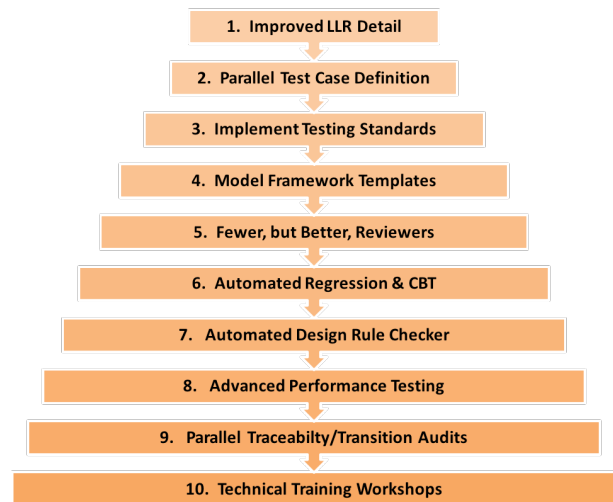 1. Improved LLR Detail
2. Parallel Test Case Definition
3. Implement Testing Standards
4. Model Framework Templates
5. Fewer, but Better, Reviewers
6. Automated Regression & CBT
7. Automated Design Rule Checker
8. Advanced Performance Testing
9. Parallel Traceabilty/Transition Audits
10. Technical Training Workshops